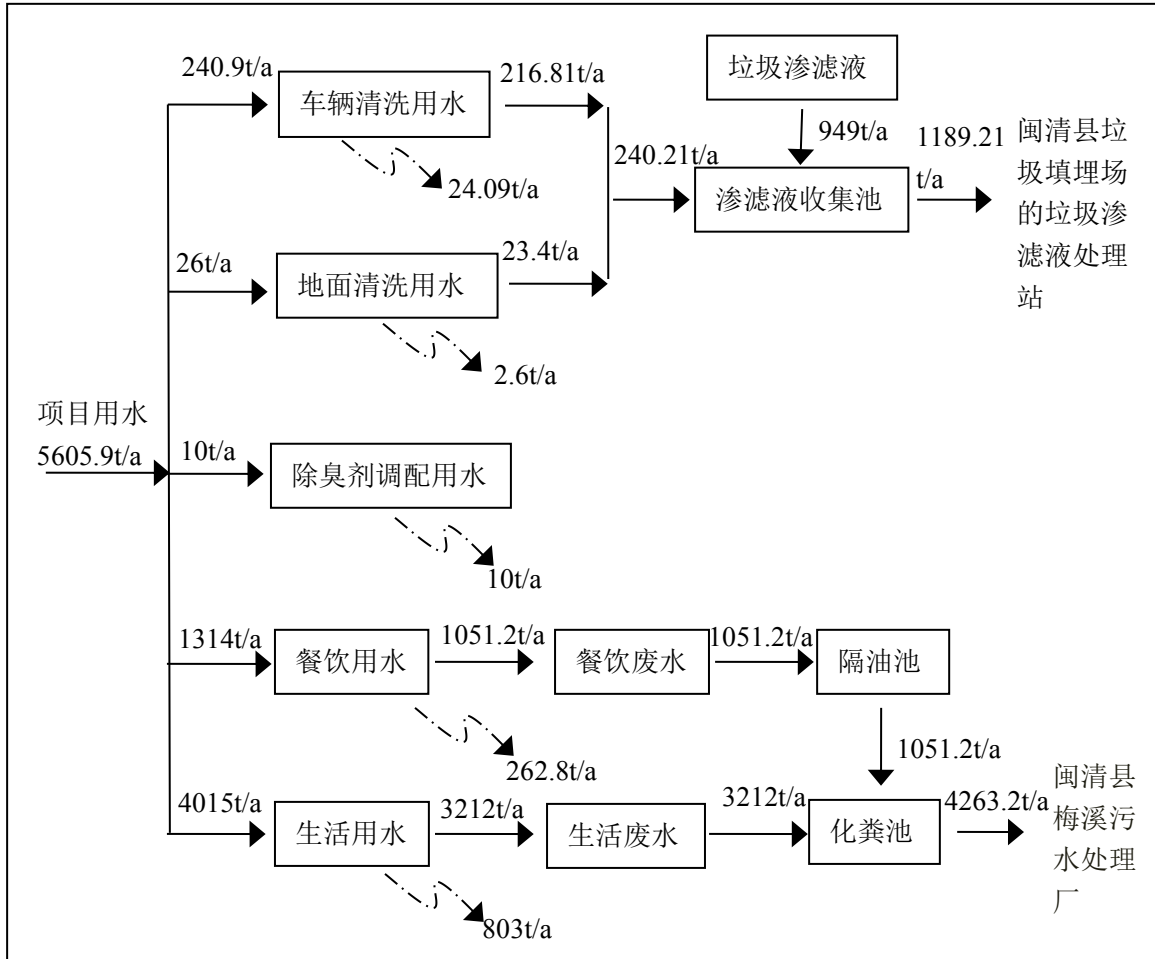 240.9t/a
车辆清洗用水
216.81t/a
24.09t/a
垃圾渗滤液
949t/a
240.21t/a
渗滤液收集池
1189.21
t/a
闽清县垃
圾填埋场
的垃圾渗
滤液处理
站
26t/a
地面清洗用水
23.4t/a
2.6t/a
项目用水
5605.9t/a
10t/a
除臭剂调配用水
10t/a
1314t/a
餐饮用水
1051.2t/a
餐饮废水
1051.2t/a
隔油池
262.8t/a
1051.2t/a
4015t/a
生活用水
3212t/a
生活废水
3212t/a
化粪池
4263.2t/a
闽清县
梅溪污
水处理
厂
803t/a